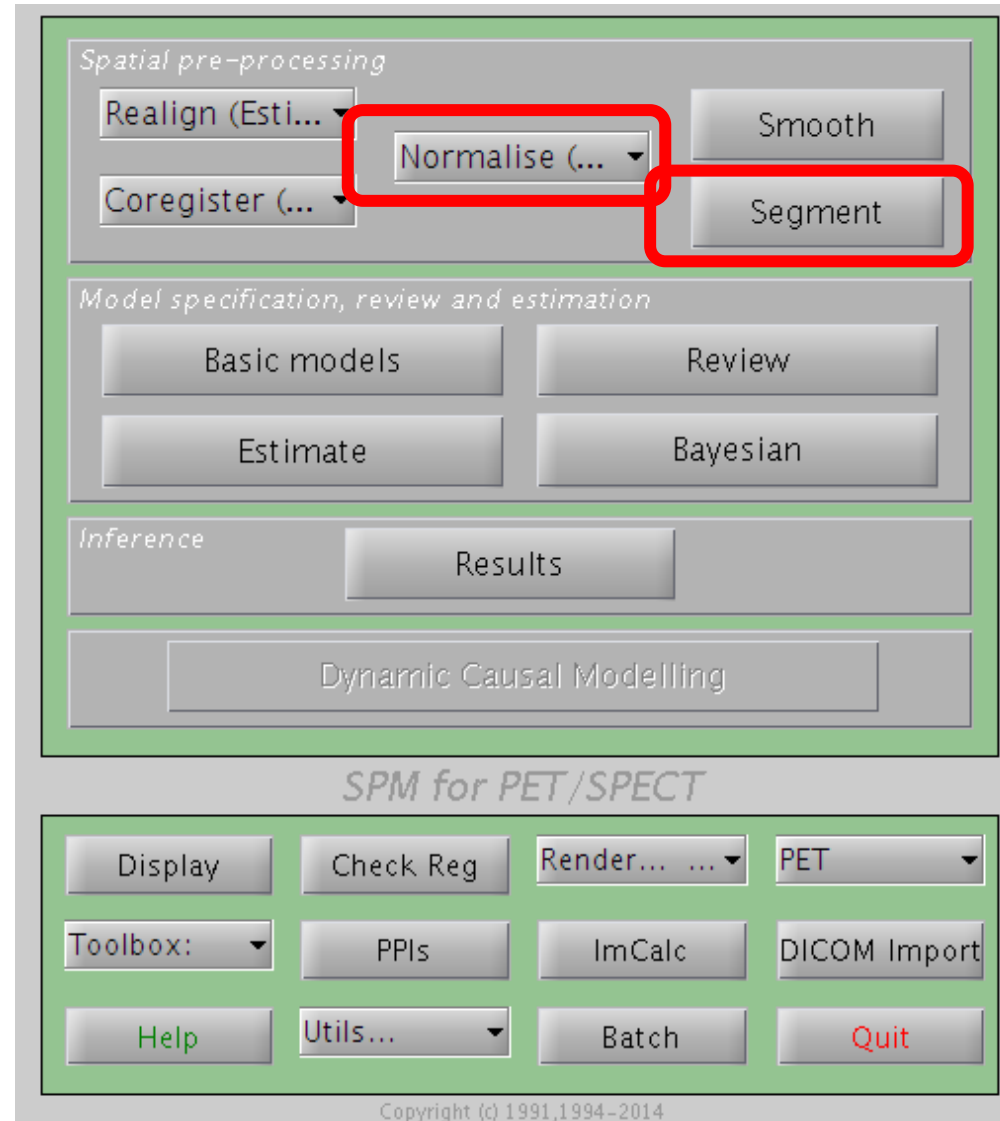 Spatial pre-processing
Realign (Esti...
Normalise (...
Smooth
Coregister (...
Segment
Model specification, review and estimation
Basic models
Review
Estimate
Bayesian
Inference
Results
Dynamic Causal Modelling
SPM for PET/SPECT
Display
Check Reg
Render... ...
PET
Toolbox:
PPIs
ImCalc
DICOM Import
Help
Utils...
Batch
Quit
Copyright (c) 1991,1994-2014